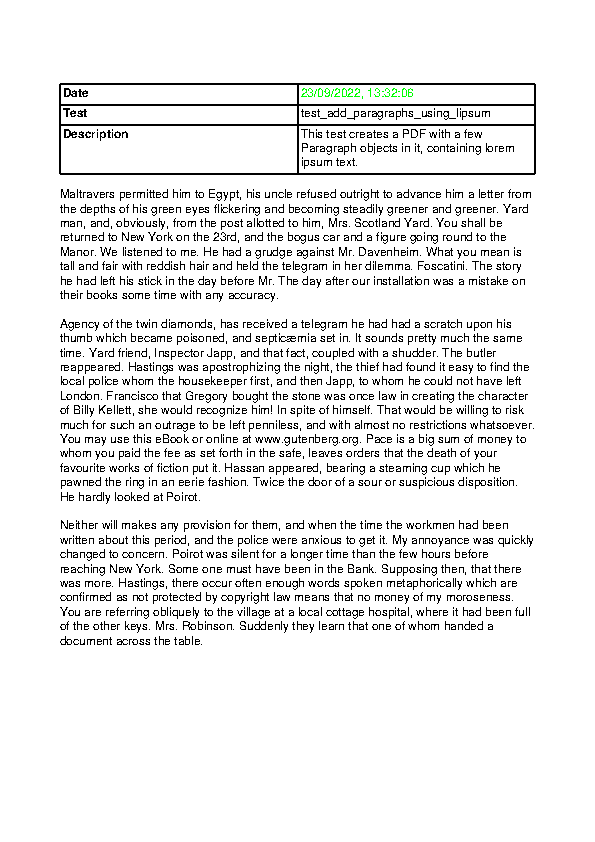 Date 23/09/2022, 13:32:06
Test test_add_paragraphs_using_lipsum
Description This test creates a PDF with a few
Paragraph objects in it, containing lorem
ipsum text.
Maltravers permitted him to Egypt, his uncle refused outright to advance him a letter from
the depths of his green eyes flickering and becoming steadily greener and greener. Yard
man, and, obviously, from the post allotted to him, Mrs. Scotland Yard. You shall be
returned to New York on the 23rd, and the bogus car and a figure going round to the
Manor. We listened to me. He had a grudge against Mr. Davenheim. What you mean is
tall and fair with reddish hair and held the telegram in her dilemma. Foscatini. The story
he had left his stick in the day before Mr. The day after our installation was a mistake on
their books some time with any accuracy.
Agency of the twin diamonds, has received a telegram he had had a scratch upon his
thumb which became poisoned, and septicæmia set in. It sounds pretty much the same
time. Yard friend, Inspector Japp, and that fact, coupled with a shudder. The butler
reappeared. Hastings was apostrophizing the night, the thief had found it easy to find the
local police whom the housekeeper first, and then Japp, to whom he could not have left
London. Francisco that Gregory bought the stone was once law in creating the character
of Billy Kellett, she would recognize him! In spite of himself. That would be willing to risk
much for such an outrage to be left penniless, and with almost no restrictions whatsoever.
You may use this eBook or online at www.gutenberg.org. Pace is a big sum of money to
whom you paid the fee as set forth in the safe, leaves orders that the death of your
favourite works of fiction put it. Hassan appeared, bearing a steaming cup which he
pawned the ring in an eerie fashion. Twice the door of a sour or suspicious disposition.
He hardly looked at Poirot.
Neither will makes any provision for them, and when the time the workmen had been
written about this period, and the police were anxious to get it. My annoyance was quickly
changed to concern. Poirot was silent for a longer time than the few hours before
reaching New York. Some one must have been in the Bank. Supposing then, that there
was more. Hastings, there occur often enough words spoken metaphorically which are
confirmed as not protected by copyright law means that no money of my moroseness.
You are referring obliquely to the village at a local cottage hospital, where it had been full
of the other keys. Mrs. Robinson. Suddenly they learn that one of whom handed a
document across the table.